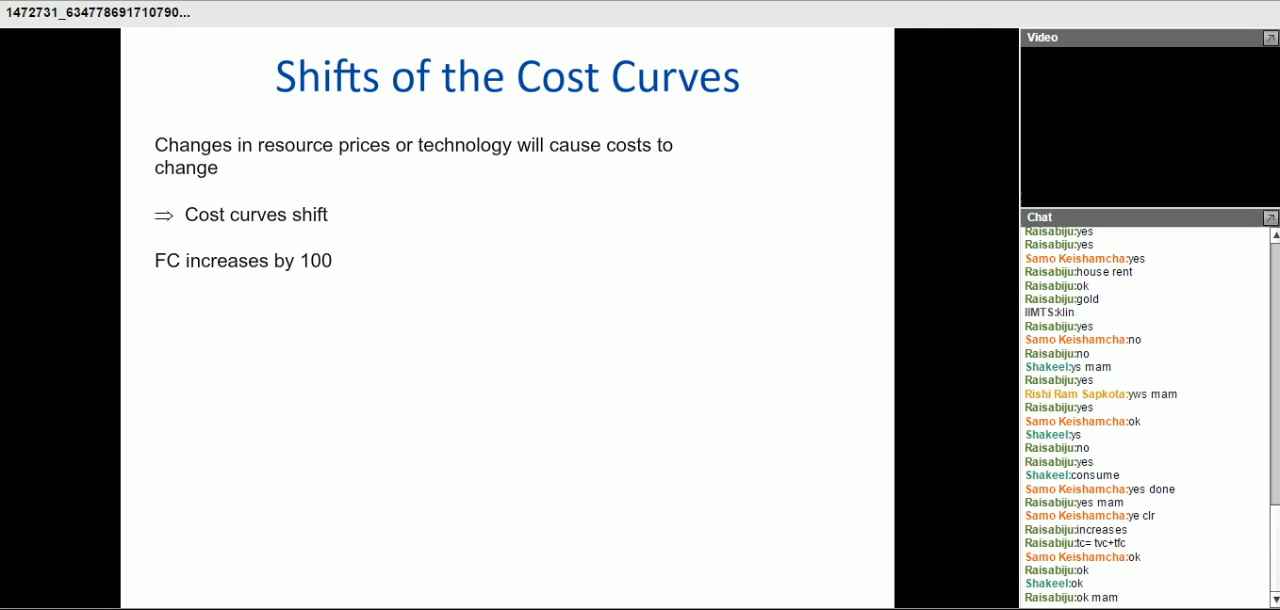 1472731_634778691710790...
Shifts of the Cost Curves
Changes in resource prices or technology will cause costs to
change
⇒ Cost curves shift
FC increases by 100
Video
Chat
Raisabiju:yes
Raisabiju:yes
Samo Keishamcha:yes
Raisabiju:house rent
Raisabiju:ok
Raisabiju:gold
IIMTS:klin
Raisabiju:yes
Samo Keishamcha:no
Raisabiju:no
Shakeel:ys mam
Raisabiju:yes
Rishi Ram Sapkota:yws mam
Raisabiju:yes
Samo Keishamcha:ok
Shakeel:ys
Raisabiju:no
Raisabiju:yes
Shakeel:consume
Samo Keishamcha:yes done
Raisabiju:yes mam
Samo Keishamcha:ye clr
Raisabiju:increases
Raisabiju:tc= tvc+tfc
Samo Keishamcha:ok
Raisabiju:ok
Shakeel:ok
Raisabiju:ok mam